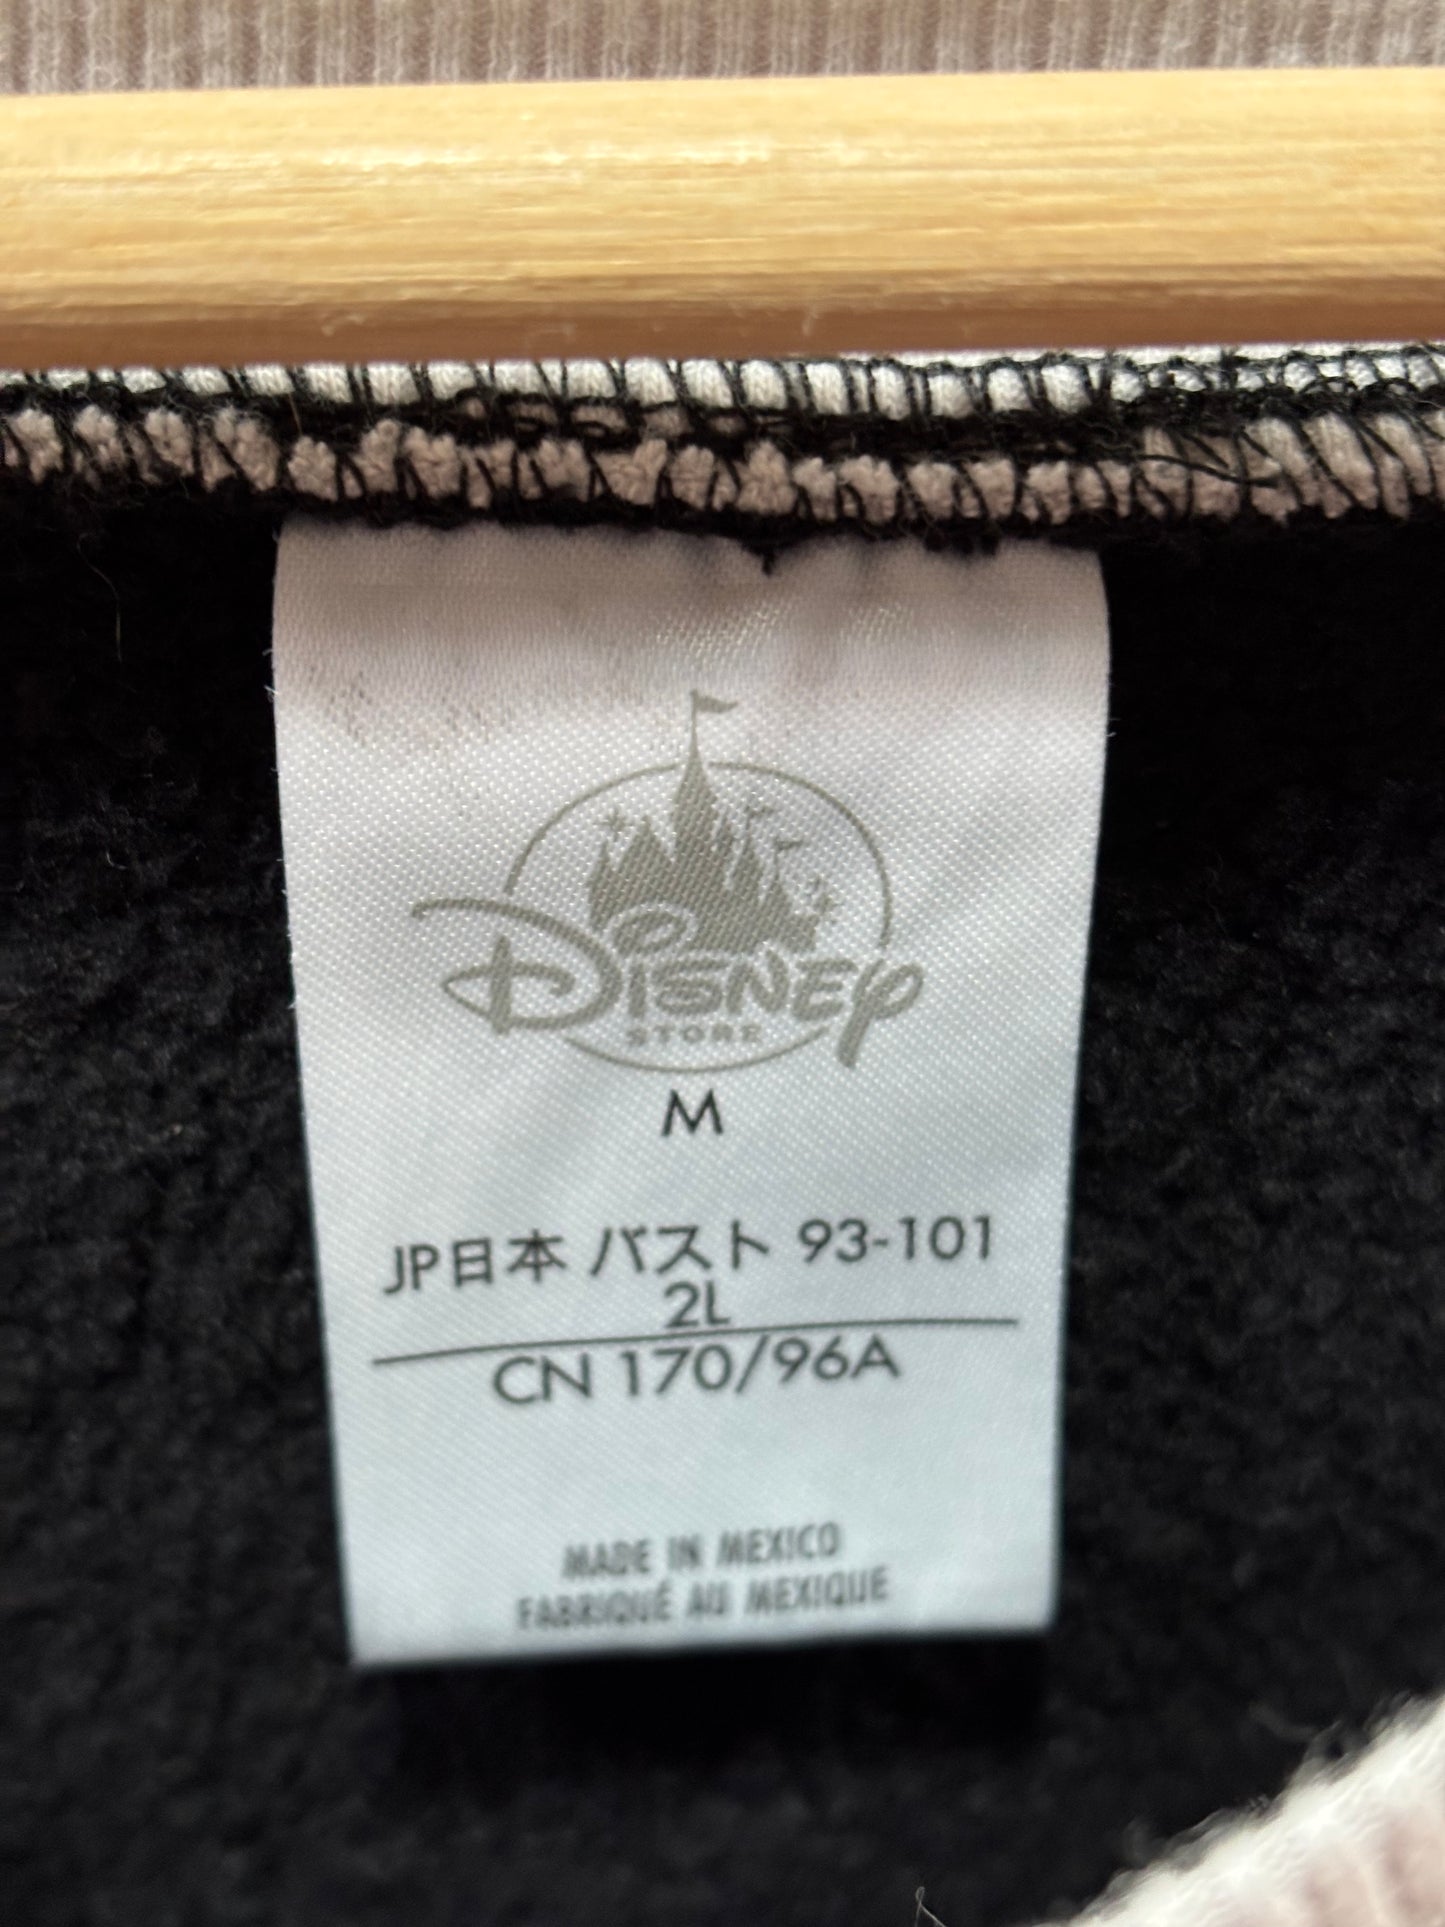 DISNEY
STORE
M
JP日本 バスト 93-101
2L
CN 170/96A
MADE IN MEXICO
FABRIQUÉ AU MEXIQUE